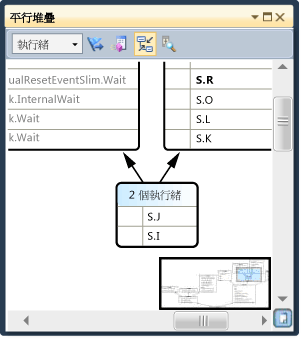 平行堆疊
執行緒
ualResetEventSlim.Wait
k.InternalWait
k.Wait
k.Wait
S.R
S.O
S.L
S.K
2 個執行緒
S.J
S.I